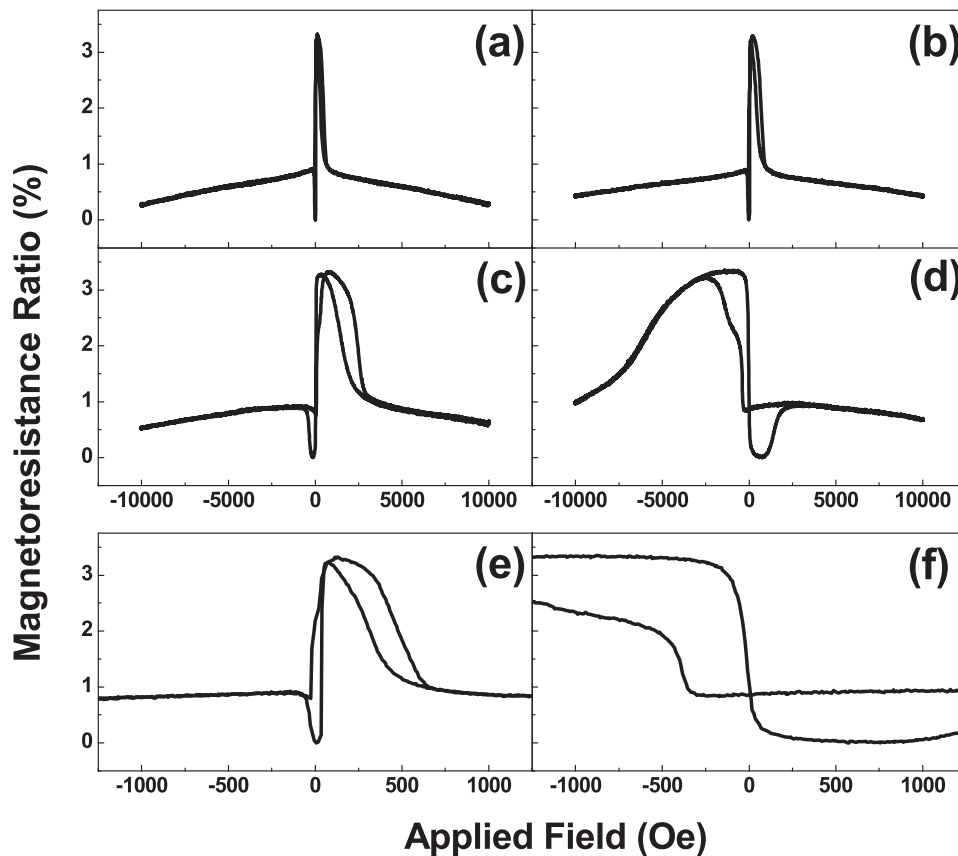 (a)
(b)
3
2
1
0
(c)
(d)
3
2
1
0
-10000 -5000 0 5000 10000 -10000 -5000 0 5000 10000
(e)
(f)
3
2
1
0
-1000 -500 0 500 1000 -1000 -500 0 500 1000
Magnetoresistance Ratio (%)
Applied Field (Oe)